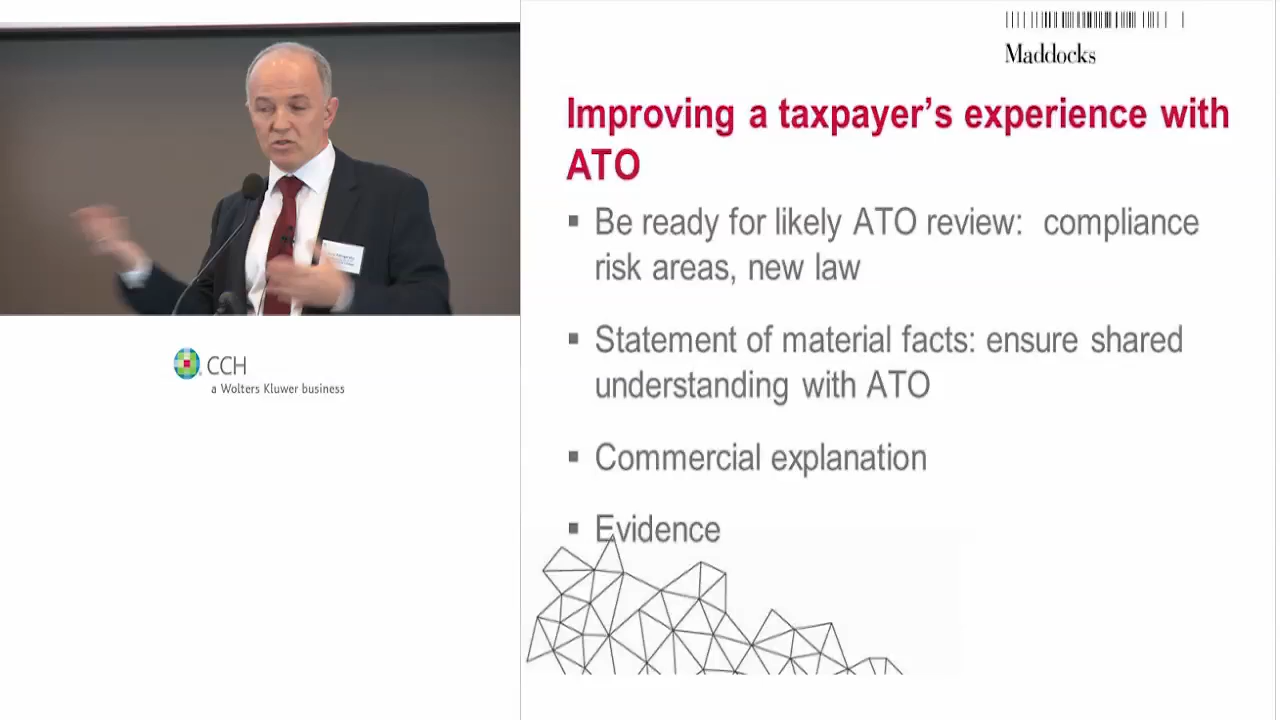 Maddocks
Improving a taxpayer's experience with
ATO
▪ Be ready for likely ATO review:  compliance
risk areas, new law
▪ Statement of material facts: ensure shared
understanding with ATO
▪ Commercial explanation
▪ Evidence
CCH
a Wolters Kluwer business